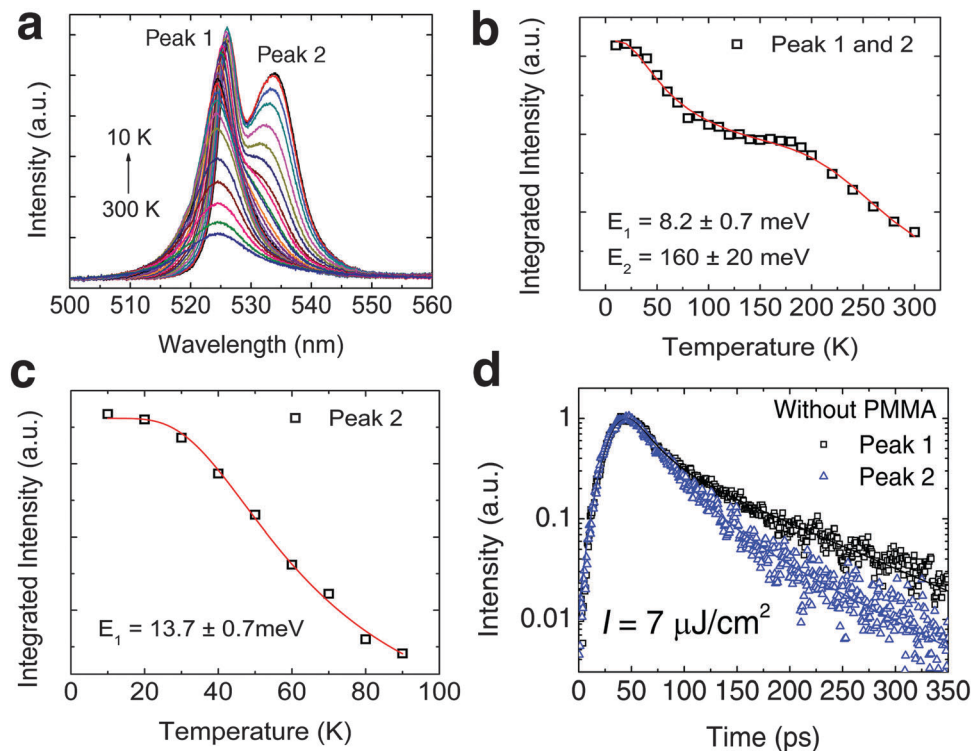 a
Peak 1
Peak 2
10 K
300 K
Intensity (a.u.)
500 510 520 530 540 550 560
Wavelength (nm)
b
Peak 1 and 2
Integrated Intensity (a.u.)
E₁ = 8.2 ± 0.7 meV
E₂ = 160 ± 20 meV
0 50 100 150 200 250 300
Temperature (K)
c
Peak 2
Integrated Intensity (a.u.)
E₁ = 13.7 ± 0.7meV
0 20 40 60 80 100
Temperature (K)
d
Without PMMA
Peak 1
Peak 2
Intensity (a.u.)
1
0.1
0.01
I = 7 μJ/cm²
0 50 100 150 200 250 300 350
Time (ps)